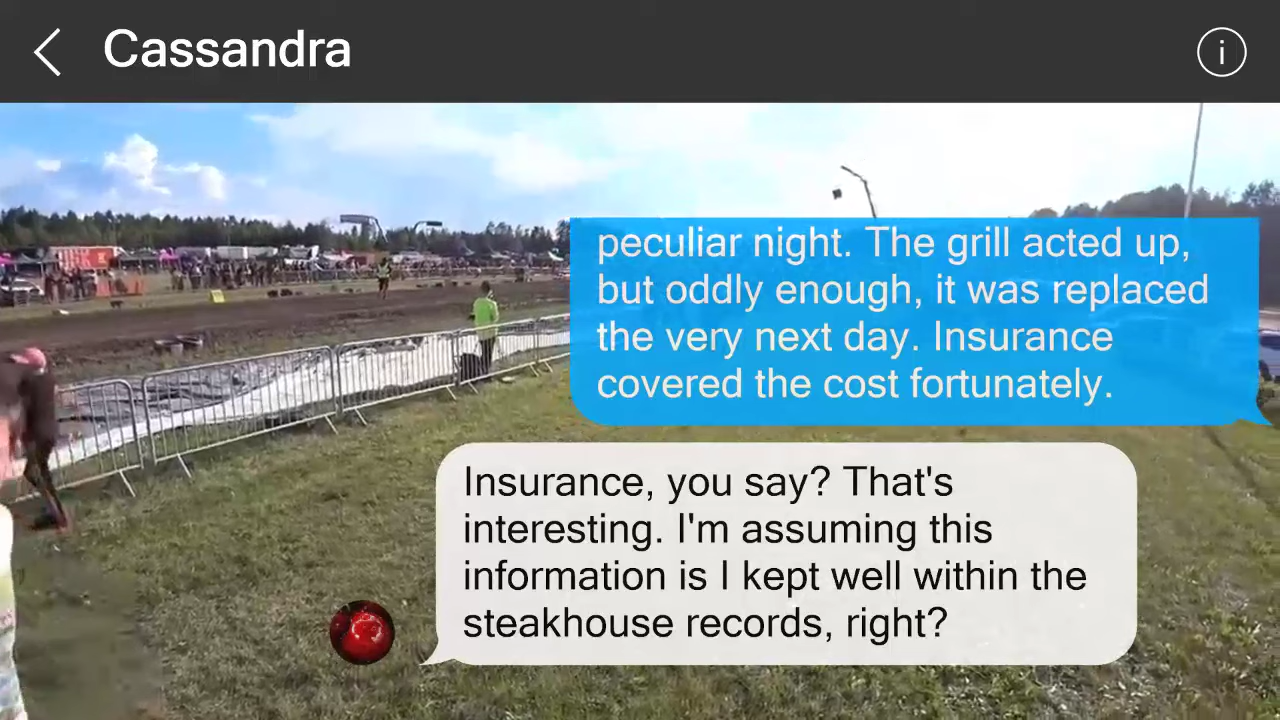 Cassandra
peculiar night. The grill acted up,
but oddly enough, it was replaced
the very next day. Insurance
covered the cost fortunately.
Insurance, you say? That's
interesting. I'm assuming this
information is I kept well within the
steakhouse records, right?